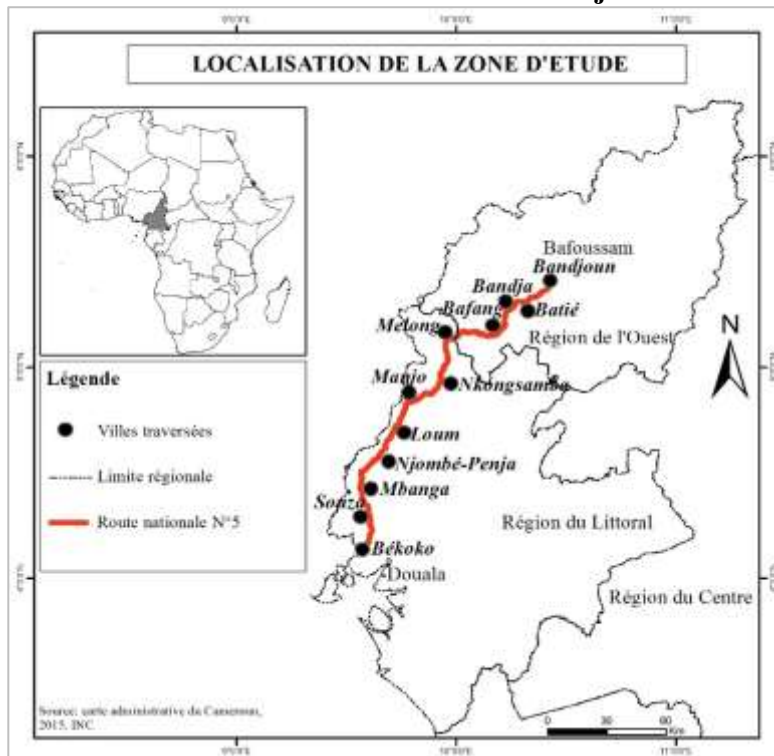 LOCALISATION DE LA ZONE D'ETUDE
Bafoussam
Bandjoun
Bandja
Bafang
Batié
Melong
Région de l'Ouest
N
Manjo
Nkongsamba
Loum
Njombé-Penja
Mbanga
Souza
Région du Littoral
Békoko
Douala
Région du Centre
Légende
Villes traversées
Limite régionale
Route nationale N°5
Source: carte administrative du Cameroun,
2015, INC
0 30 60
Km